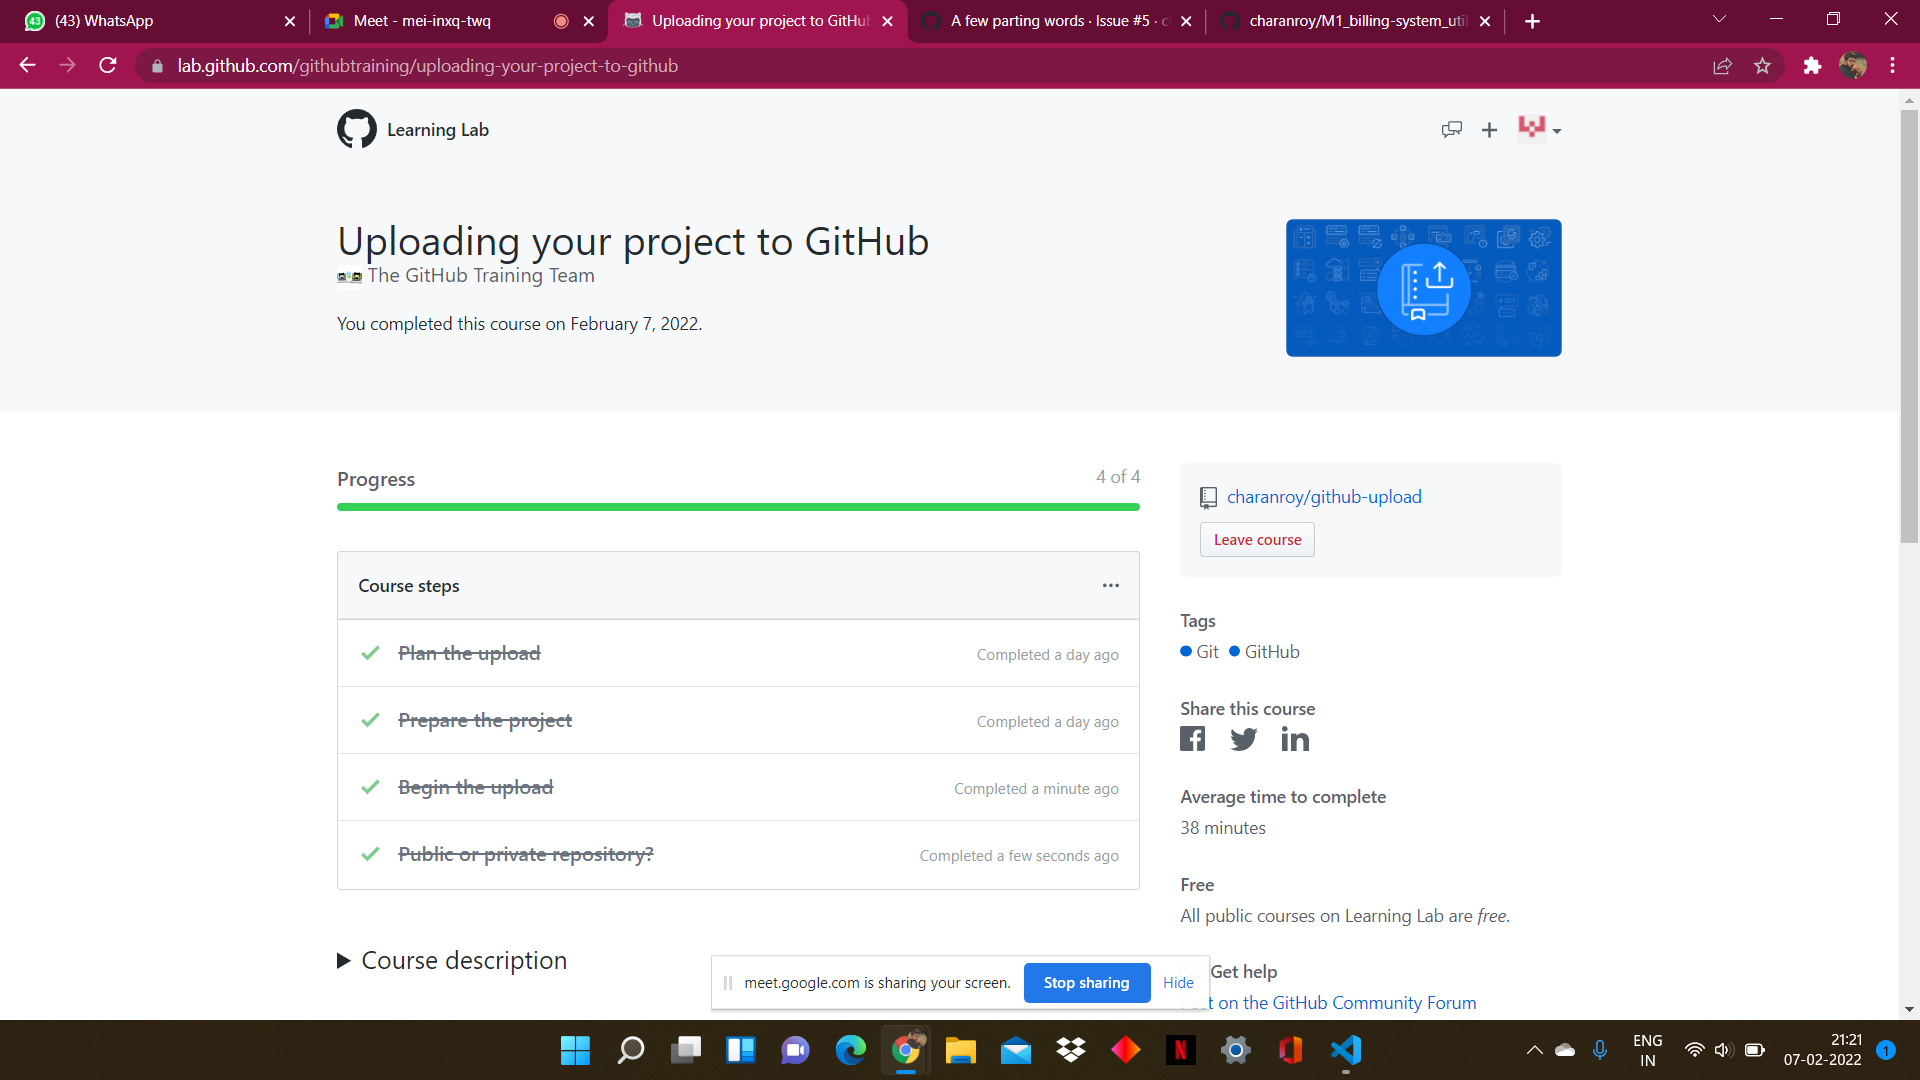 43
(43) WhatsApp
Meet - mei-inxq-twq
Uploading your project to GitHu
A few parting words · Issue #5 · c
charanroy/M1_billing-system_util
lab.github.com/githubtraining/uploading-your-project-to-github
Learning Lab
Uploading your project to GitHub
The GitHub Training Team
You completed this course on February 7, 2022.
Progress
4 of 4
Course steps
Plan the upload
Completed a day ago
Prepare the project
Completed a day ago
Begin the upload
Completed a minute ago
Public or private repository?
Completed a few seconds ago
Course description
charanroy/github-upload
Leave course
Tags
Git GitHub
Share this course
Average time to complete
38 minutes
Free
All public courses on Learning Lab are free.
Get help
st on the GitHub Community Forum
meet.google.com is sharing your screen.
Stop sharing
Hide
N
ENG
IN
21:21
07-02-2022
1